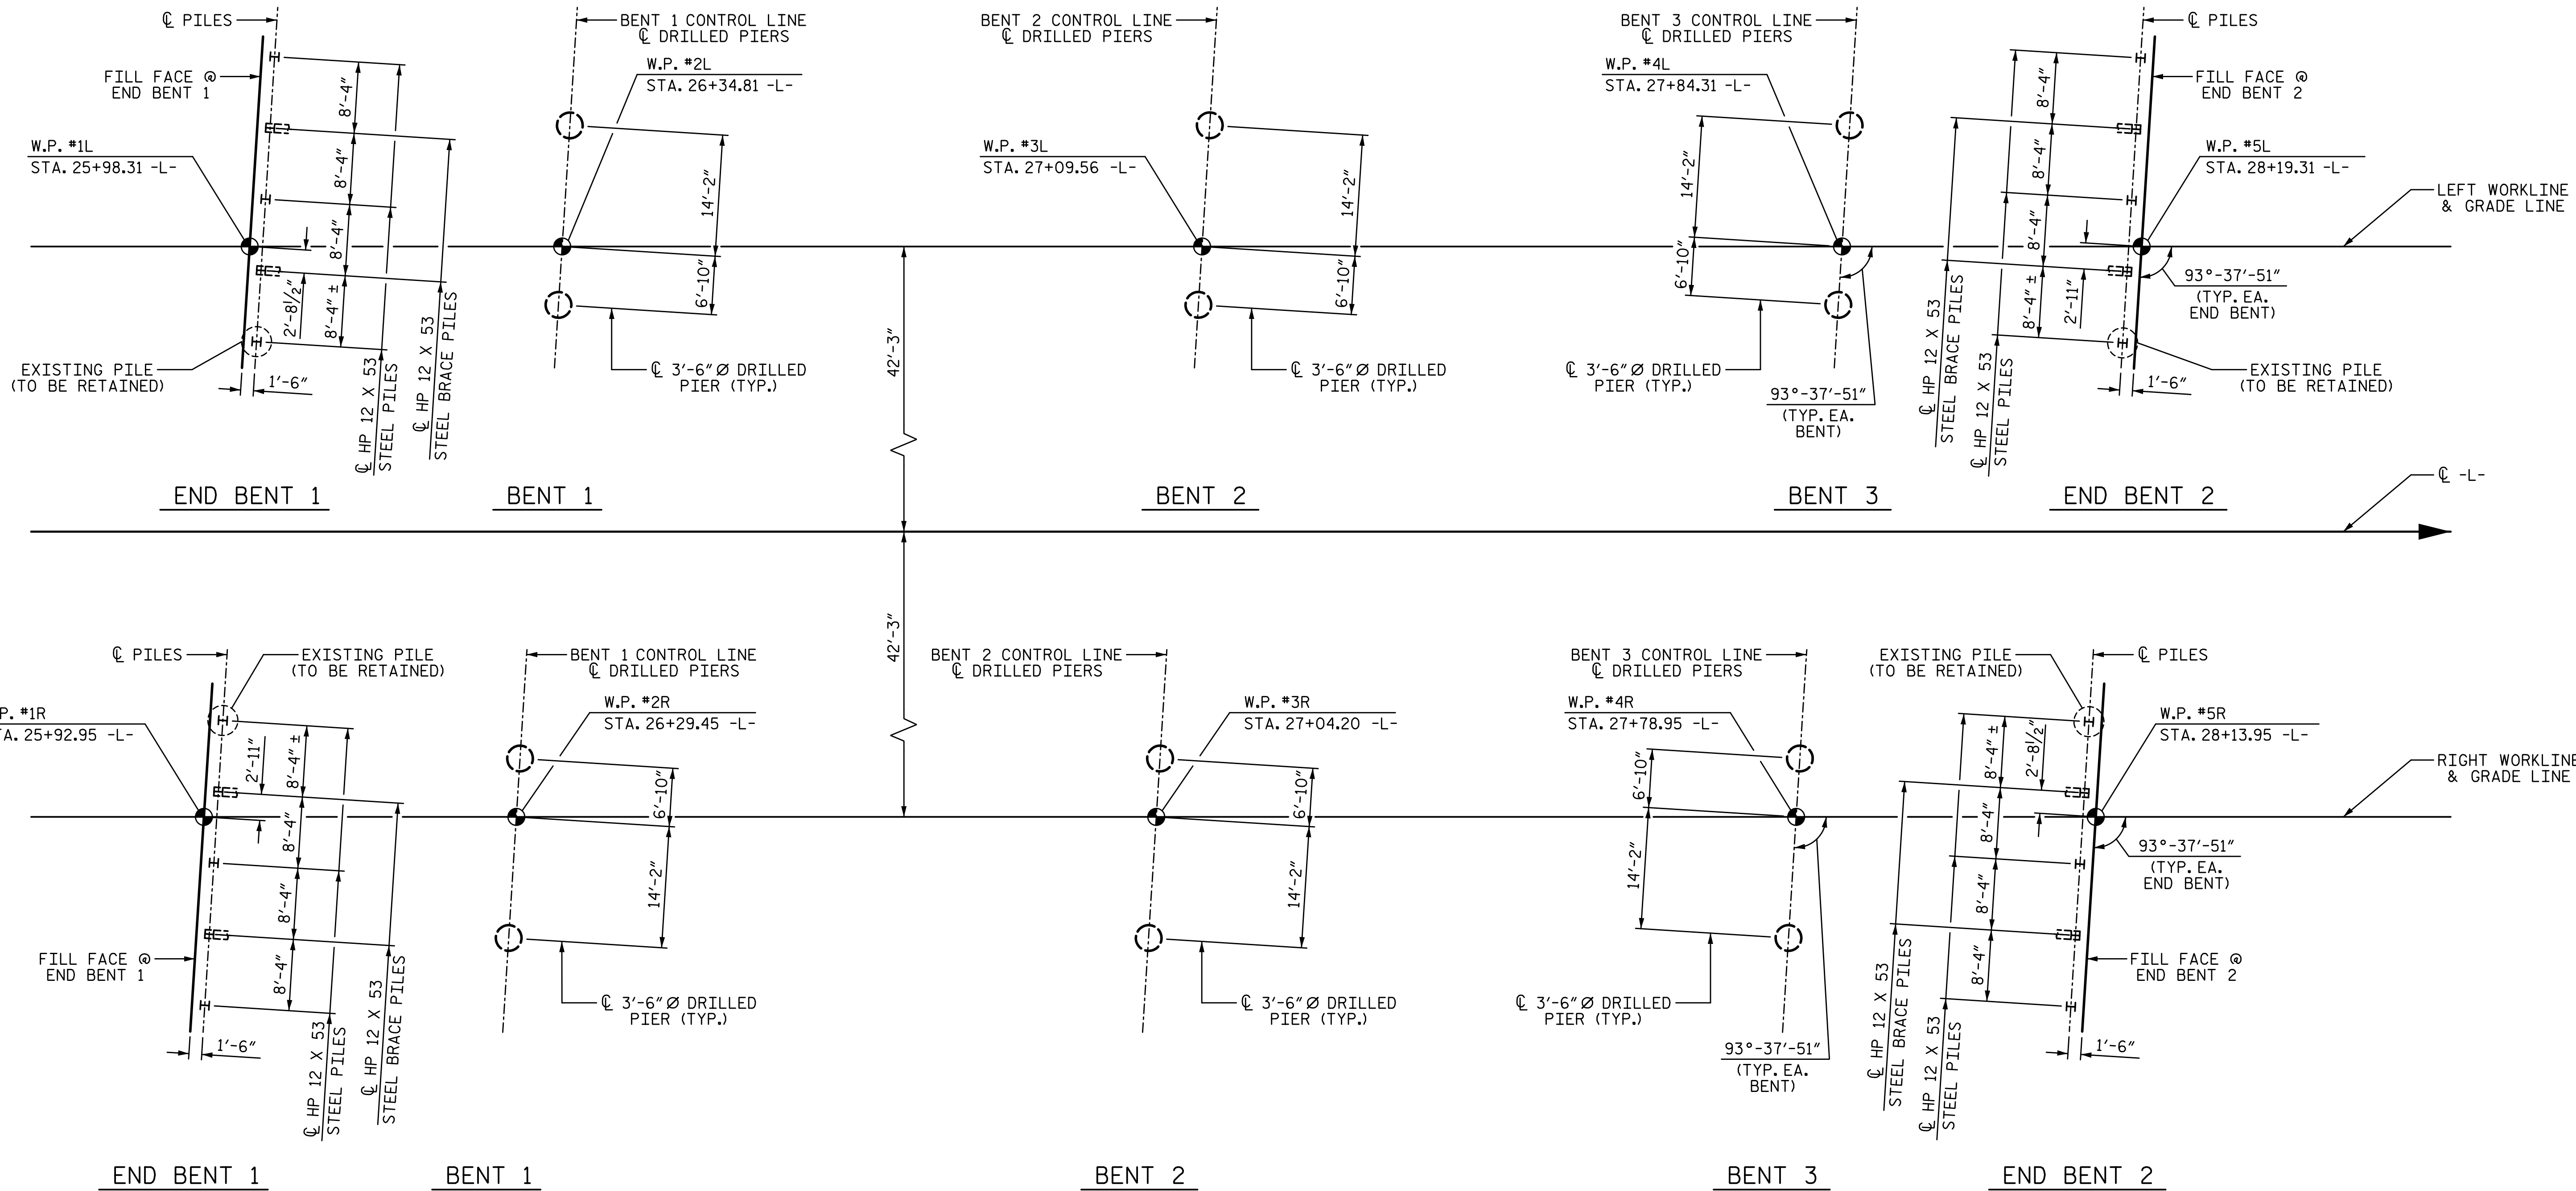 ℄ PILES
FILL FACE @
END BENT 1
W.P. #1L
STA. 25+98.31 -L-
8'-4"
8'-4"
8'-4"
2'-8½"
8'-4" ±
EXISTING PILE
(TO BE RETAINED)
1'-6"
℄ HP 12 X 53
STEEL PILES
℄ HP 12 X 53
STEEL BRACE PILES
END BENT 1
BENT 1 CONTROL LINE
℄ DRILLED PIERS
W.P. #2L
STA. 26+34.81 -L-
14'-2"
6'-10"
℄ 3'-6" Ø DRILLED
PIER (TYP.)
BENT 1
42'-3"
BENT 2 CONTROL LINE
℄ DRILLED PIERS
W.P. #3L
STA. 27+09.56 -L-
14'-2"
6'-10"
℄ 3'-6" Ø DRILLED
PIER (TYP.)
BENT 2
BENT 3 CONTROL LINE
℄ DRILLED PIERS
W.P. #4L
STA. 27+84.31 -L-
14'-2"
6'-10"
℄ 3'-6" Ø DRILLED
PIER (TYP.)
93°-37'-51"
(TYP. EA.
BENT)
BENT 3
℄ PILES
FILL FACE @
END BENT 2
W.P. #5L
STA. 28+19.31 -L-
8'-4"
8'-4"
8'-4"
8'-4" ±
2'-11"
93°-37'-51"
(TYP. EA.
END BENT)
EXISTING PILE
(TO BE RETAINED)
1'-6"
℄ HP 12 X 53
STEEL BRACE PILES
℄ HP 12 X 53
STEEL PILES
END BENT 2
LEFT WORKLINE
& GRADE LINE
℄ -L-
℄ PILES
EXISTING PILE
(TO BE RETAINED)
P. #1R
TA. 25+92.95 -L-
2'-11"
8'-4" ±
8'-4"
8'-4"
8'-4"
FILL FACE @
END BENT 1
1'-6"
℄ HP 12 X 53
STEEL PILES
℄ HP 12 X 53
STEEL BRACE PILES
END BENT 1
BENT 1 CONTROL LINE
℄ DRILLED PIERS
W.P. #2R
STA. 26+29.45 -L-
6'-10"
14'-2"
℄ 3'-6" Ø DRILLED
PIER (TYP.)
BENT 1
42'-3"
BENT 2 CONTROL LINE
℄ DRILLED PIERS
W.P. #3R
STA. 27+04.20 -L-
6'-10"
14'-2"
℄ 3'-6" Ø DRILLED
PIER (TYP.)
BENT 2
BENT 3 CONTROL LINE
℄ DRILLED PIERS
W.P. #4R
STA. 27+78.95 -L-
6'-10"
14'-2"
℄ 3'-6" Ø DRILLED
PIER (TYP.)
93°-37'-51"
(TYP. EA.
BENT)
BENT 3
EXISTING PILE
(TO BE RETAINED)
℄ PILES
W.P. #5R
STA. 28+13.95 -L-
8'-4" ±
2'-8½"
8'-4"
8'-4"
8'-4"
93°-37'-51"
(TYP. EA.
END BENT)
FILL FACE @
END BENT 2
1'-6"
℄ HP 12 X 53
STEEL BRACE PILES
℄ HP 12 X 53
STEEL PILES
END BENT 2
RIGHT WORKLINE
& GRADE LINE